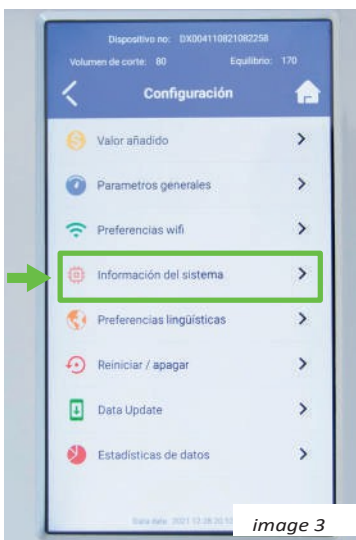 Dispositivo no: DX004110821082258
Volumen de corte: 80 Equilibrio: 170
Configuración
Valor añadido
Parametros generales
Preferencias wifi
Información del sistema
Preferencias lingüísticas
Reiniciar / apagar
Data Update
Estadísticas de datos
image 3